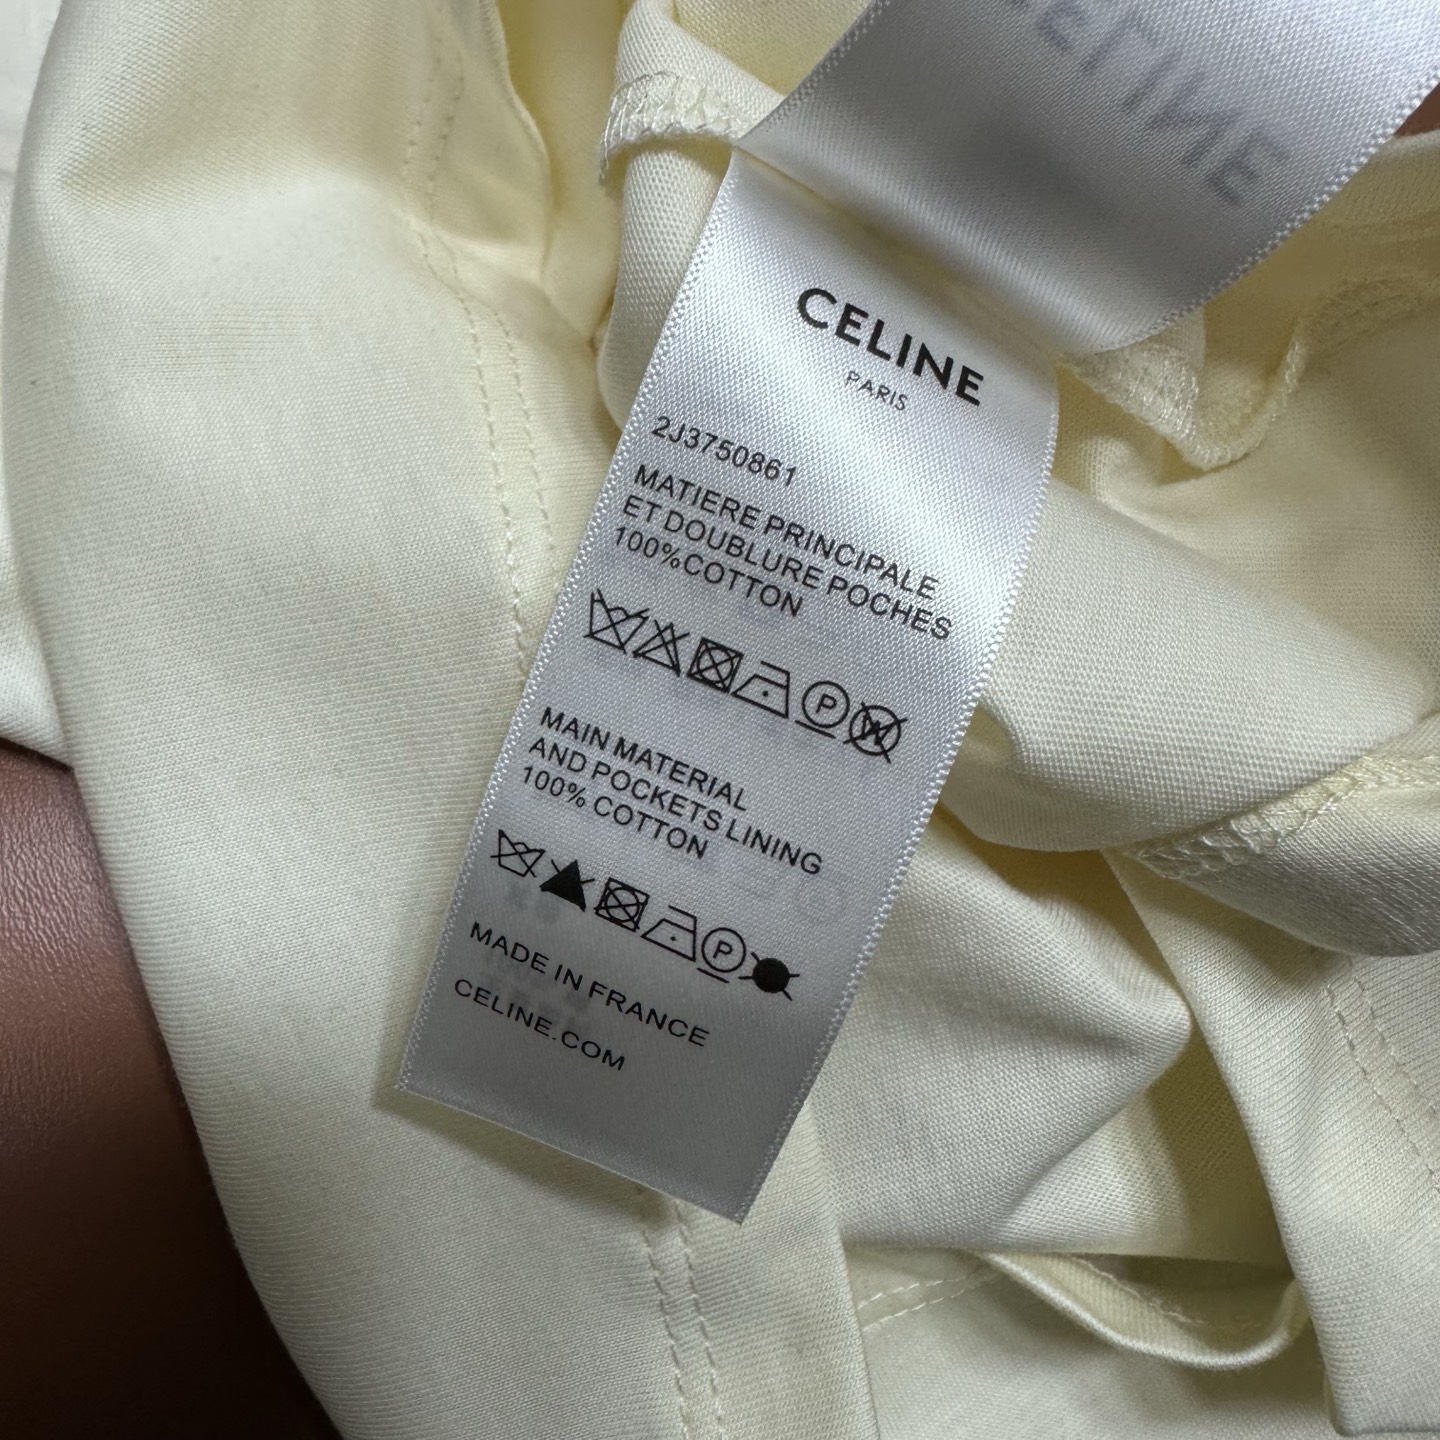 CELINE
CELINE
PARIS
2J3750861
MATIERE PRINCIPALE
ET DOUBLURE POCHES
100%COTTON
P W
MAIN MATERIAL
AND POCKETS LINING
100% COTTON
P
MADE IN FRANCE
CELINE.COM